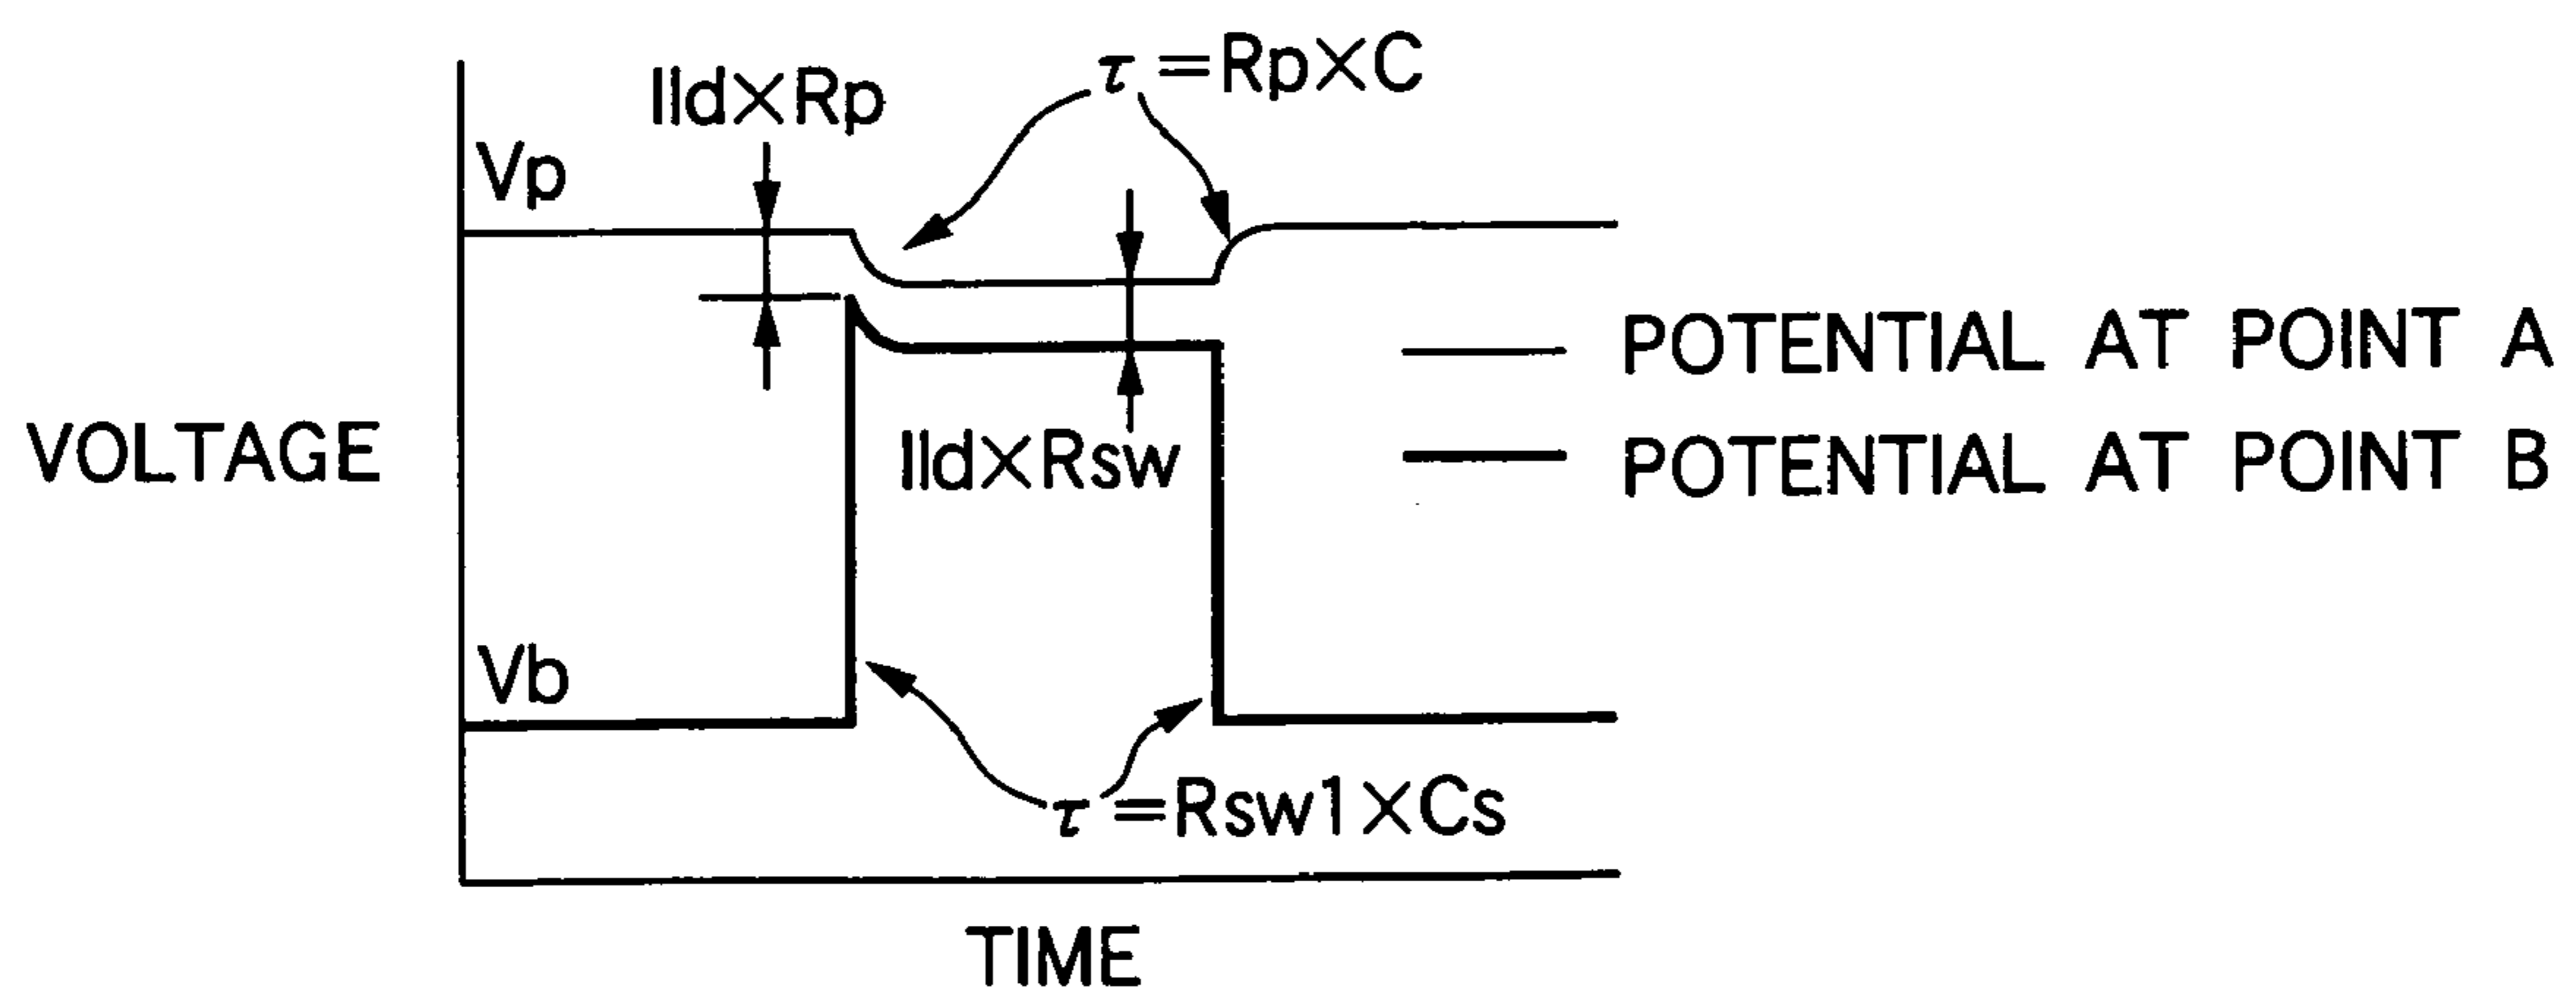 τ=Rp×C
Ild×Rp
Vp
POTENTIAL AT POINT A
VOLTAGE
Ild×Rsw
POTENTIAL AT POINT B
Vb
τ=Rsw1×Cs
TIME